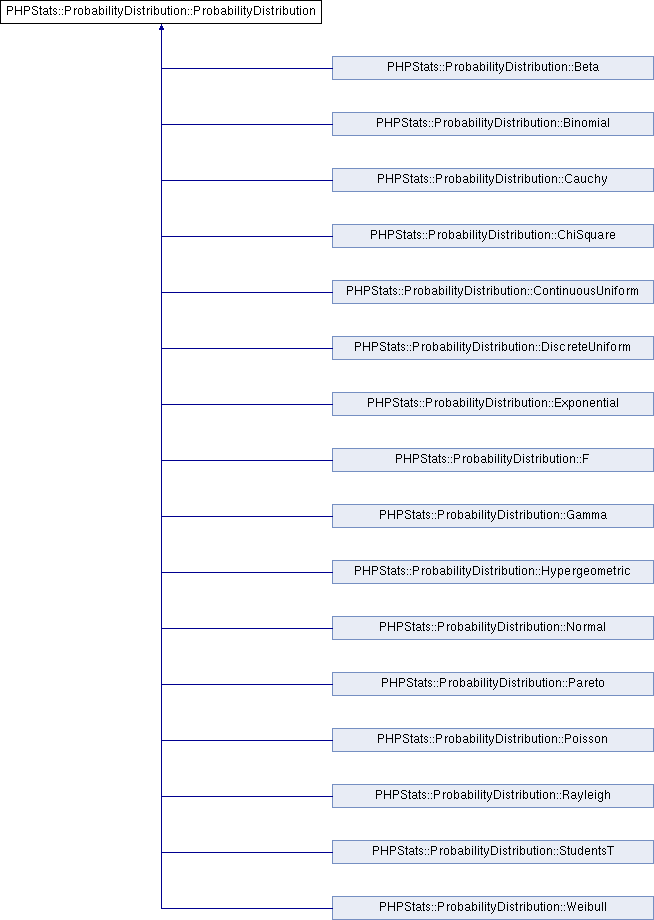 PHPStats::ProbabilityDistribution::ProbabilityDistribution
PHPStats::ProbabilityDistribution::Beta
PHPStats::ProbabilityDistribution::Binomial
PHPStats::ProbabilityDistribution::Cauchy
PHPStats::ProbabilityDistribution::ChiSquare
PHPStats::ProbabilityDistribution::ContinuousUniform
PHPStats::ProbabilityDistribution::DiscreteUniform
PHPStats::ProbabilityDistribution::Exponential
PHPStats::ProbabilityDistribution::F
PHPStats::ProbabilityDistribution::Gamma
PHPStats::ProbabilityDistribution::Hypergeometric
PHPStats::ProbabilityDistribution::Normal
PHPStats::ProbabilityDistribution::Pareto
PHPStats::ProbabilityDistribution::Poisson
PHPStats::ProbabilityDistribution::Rayleigh
PHPStats::ProbabilityDistribution::StudentsT
PHPStats::ProbabilityDistribution::Weibull